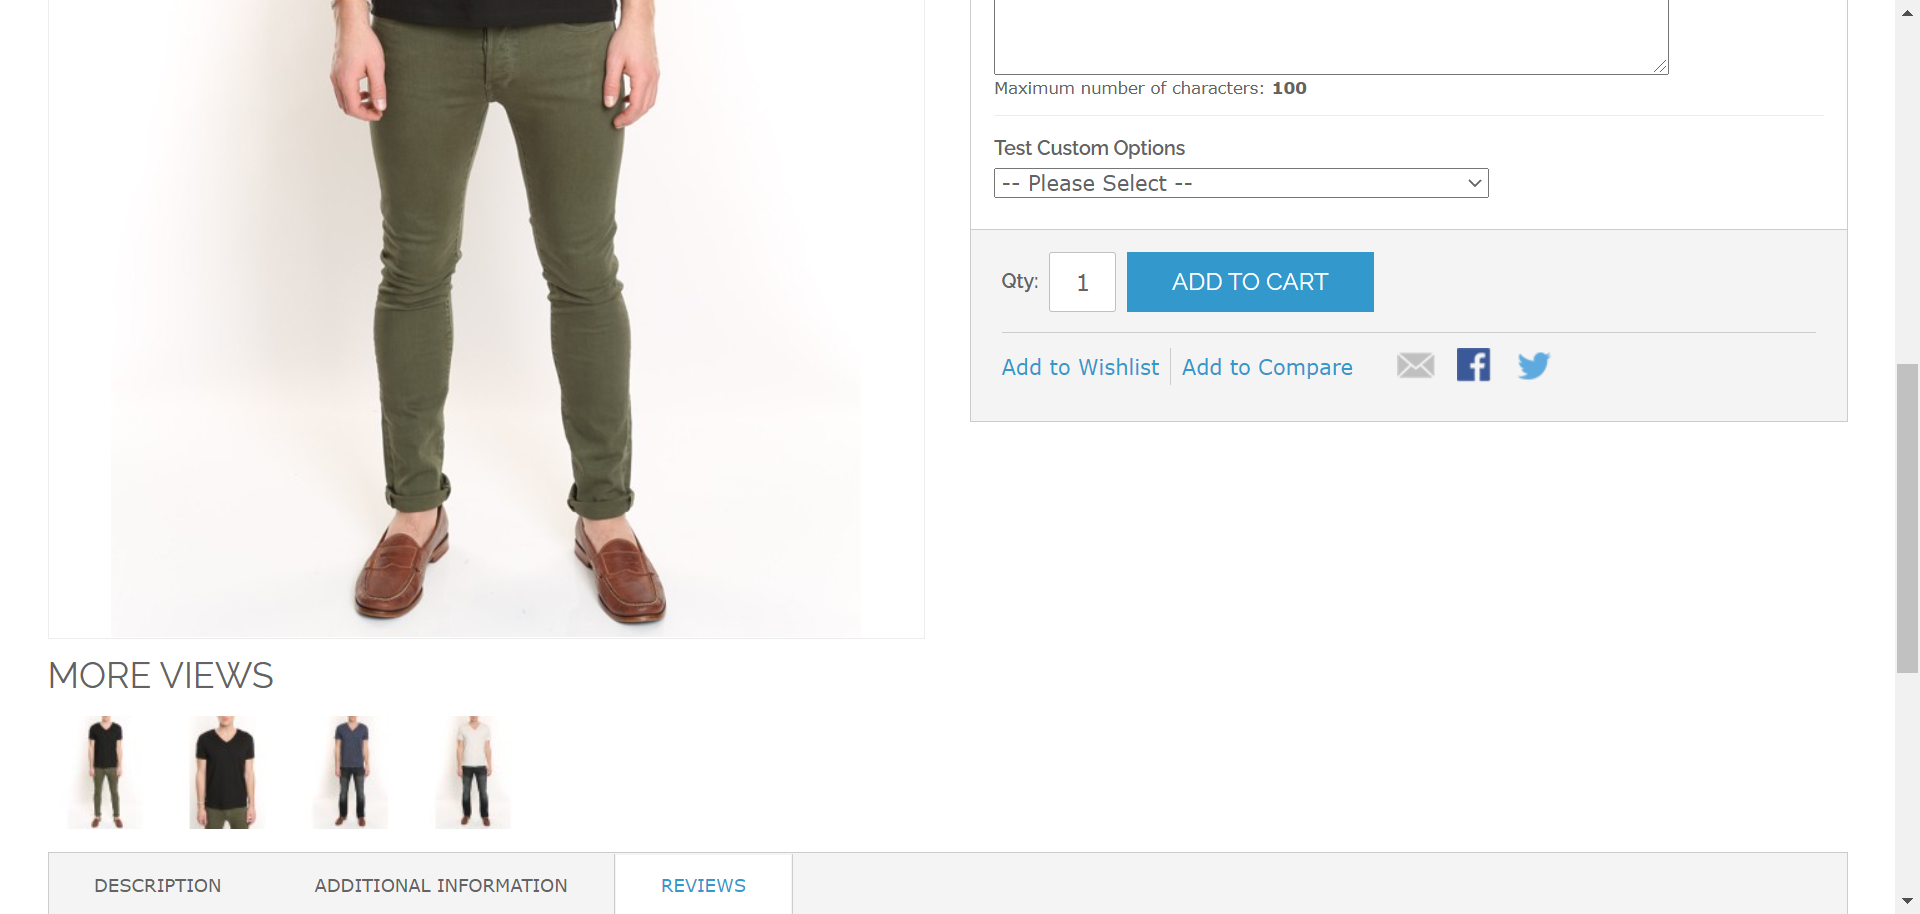 Maximum number of characters: 100
Test Custom Options
-- Please Select --
Qty: 1 ADD TO CART
Add to Wishlist Add to Compare
MORE VIEWS
DESCRIPTION ADDITIONAL INFORMATION REVIEWS